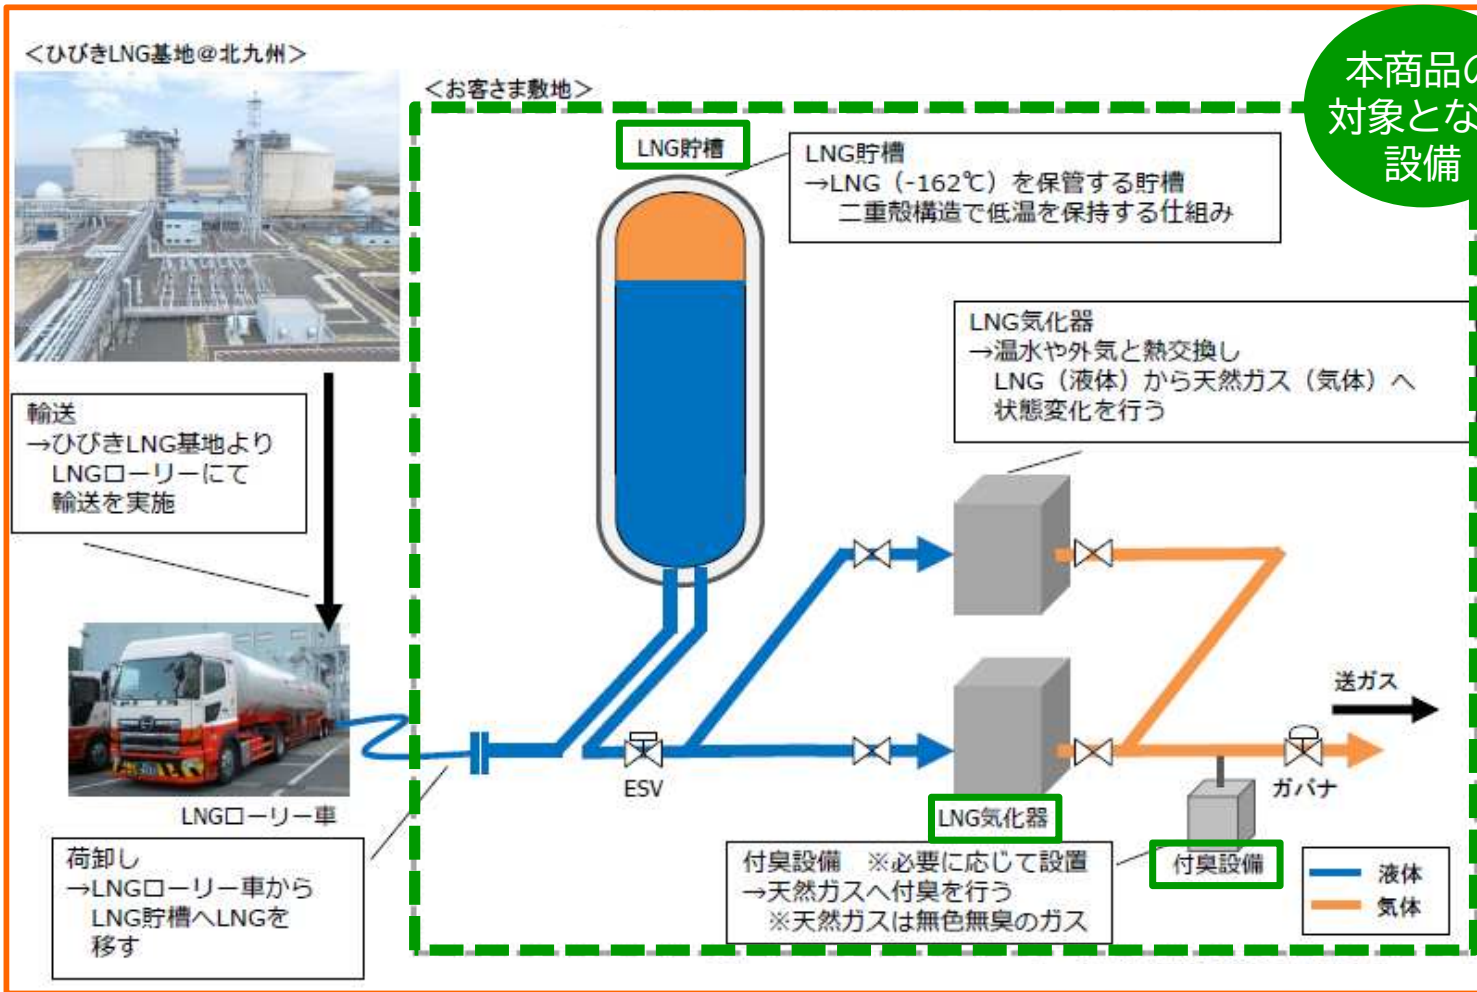 ＜ひびきLNG基地＠北九州＞
＜お客さま敷地＞
本商品の
対象とな
設備
LNG貯槽
LNG貯槽
→LNG（-162℃）を保管する貯槽
二重殻構造で低温を保持する仕組み
LNG気化器
→温水や外気と熱交換し
LNG（液体）から天然ガス（気体）へ
状態変化を行う
輸送
→ひびきLNG基地より
LNGローリーにて
輸送を実施
送ガス
ESV
ガバナ
LNGローリー車
LNG気化器
荷卸し
→LNGローリー車から
LNG貯槽へLNGを
移す
付臭設備　※必要に応じて設置
→天然ガスへ付臭を行う
※天然ガスは無色無臭のガス
付臭設備
液体
気体